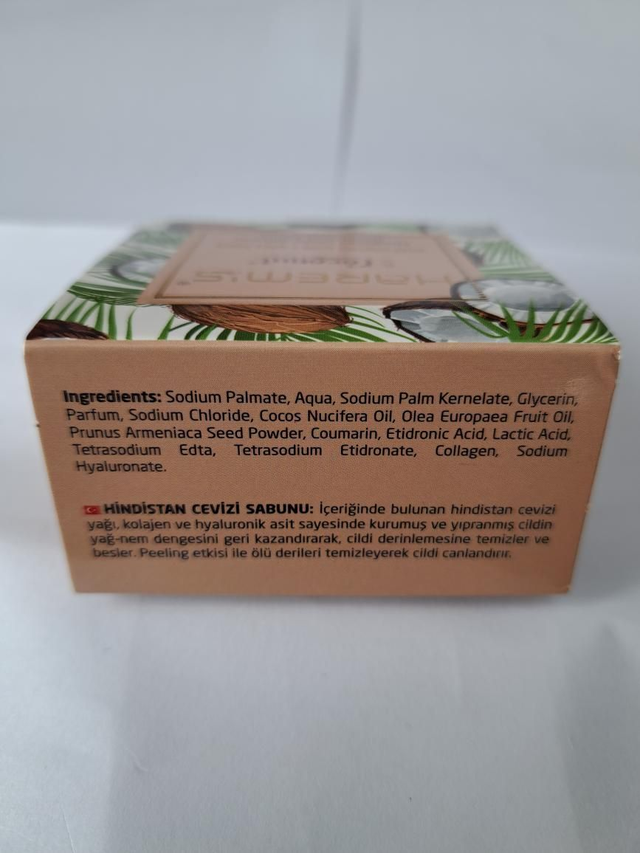 HAREM'S
Coconut
Ingredients: Sodium Palmate, Aqua, Sodium Palm Kernelate, Glycerin,
Parfum, Sodium Chloride, Cocos Nucifera Oil, Olea Europaea Fruit Oil,
Prunus Armeniaca Seed Powder, Coumarin, Etidronic Acid, Lactic Acid,
Tetrasodium Edta, Tetrasodium Etidronate, Collagen, Sodium
Hyaluronate.
HİNDİSTAN CEVİZİ SABUNU: İçeriğinde bulunan hindistan cevizi
yağı, kolajen ve hyaluronik asit sayesinde kurumuş ve yıpranmış cildin
yağ-nem dengesini geri kazandırarak, cildi derinlemesine temizler ve
besler. Peeling etkisi ile ölü derileri temizleyerek cildi canlandırır.